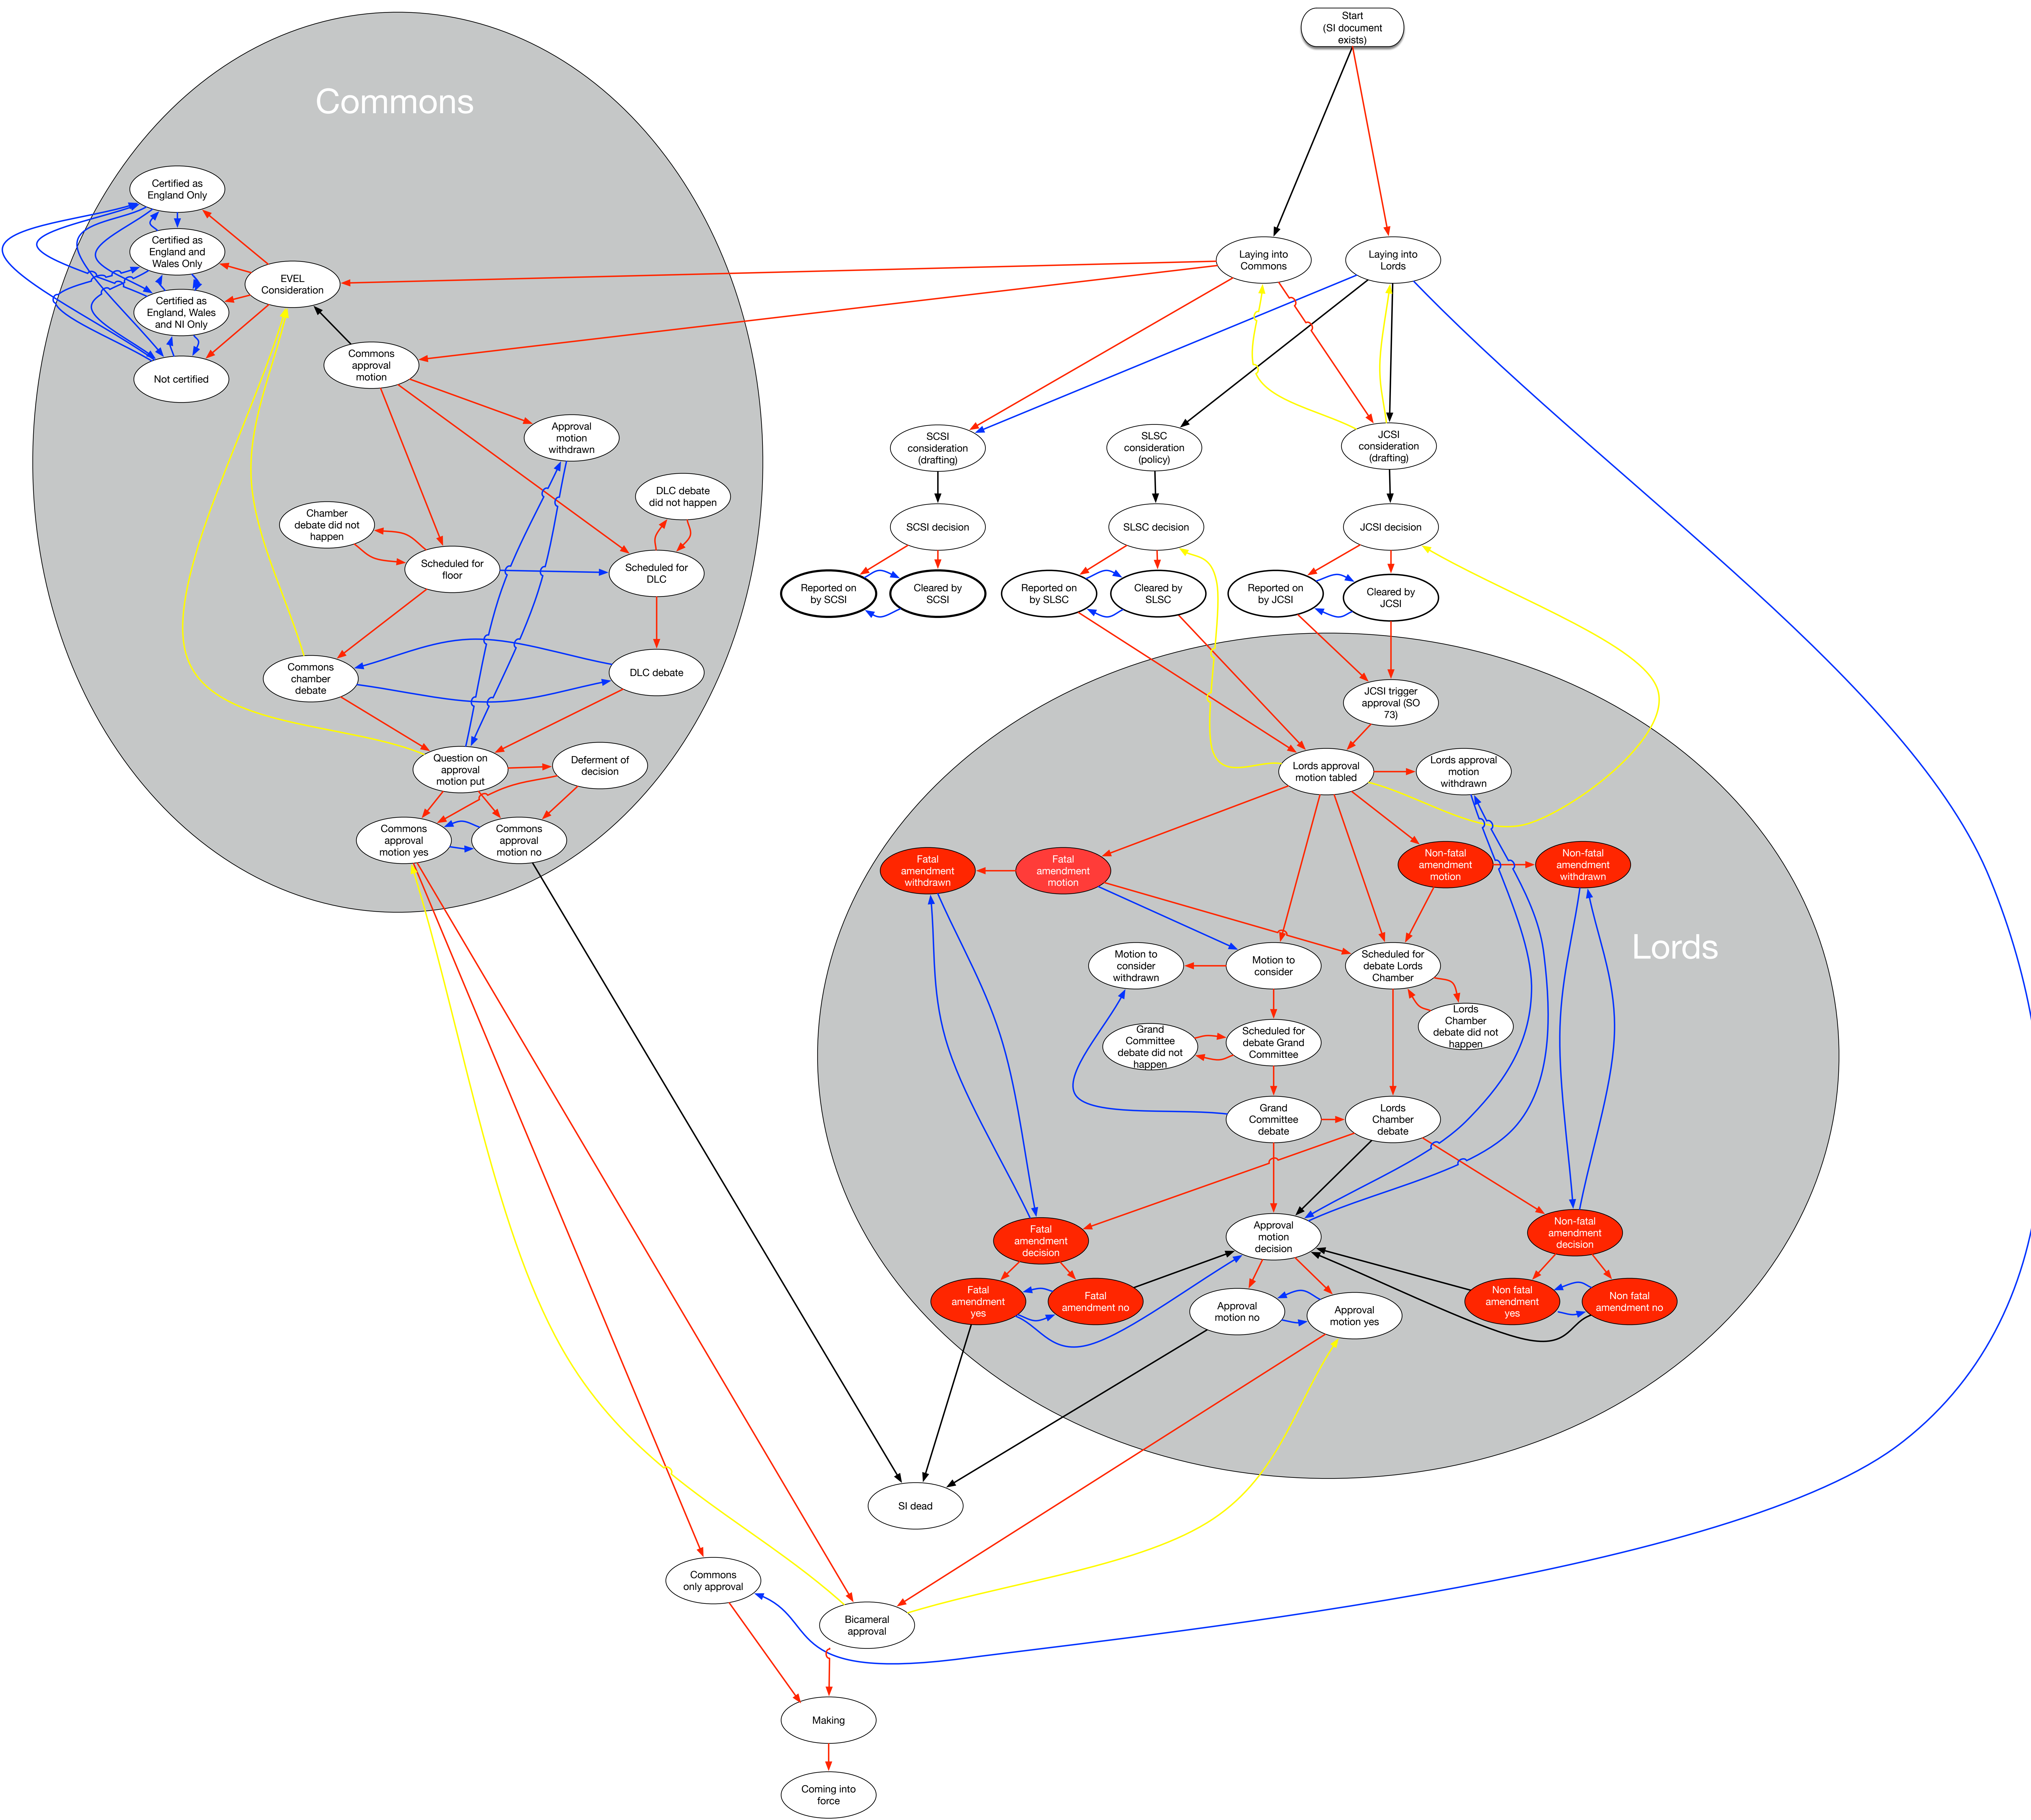 Start
(SI document
exists)
Commons
Certified as
England Only
Certified as
England and
Wales Only
EVEL
Consideration
Certified as
England, Wales
and NI Only
Not certified
Laying into
Commons
Laying into
Lords
Commons
approval
motion
Approval
motion
withdrawn
SCSI
consideration
(drafting)
SLSC
consideration
(policy)
JCSI
consideration
(drafting)
DLC debate
did not happen
Chamber
debate did not
happen
SCSI decision
SLSC decision
JCSI decision
Scheduled for
floor
Scheduled for
DLC
Reported on
by SCSI
Cleared by
SCSI
Reported on
by SLSC
Cleared by
SLSC
Reported on
by JCSI
Cleared by
JCSI
Commons
chamber
debate
DLC debate
JCSI trigger
approval (SO
73)
Question on
approval
motion put
Deferment of
decision
Lords approval
motion tabled
Lords approval
motion
withdrawn
Commons
approval
motion yes
Commons
approval
motion no
Fatal
amendment
withdrawn
Fatal
amendment
motion
Non-fatal
amendment
motion
Non-fatal
amendment
withdrawn
Lords
Motion to
consider
withdrawn
Motion to
consider
Scheduled for
debate Lords
Chamber
Lords
Chamber
debate did not
happen
Grand
Committee
debate did not
happen
Scheduled for
debate Grand
Committee
Grand
Committee
debate
Lords
Chamber
debate
Fatal
amendment
decision
Approval
motion
decision
Non-fatal
amendment
decision
Fatal
amendment
yes
Fatal
amendment no
Approval
motion no
Approval
motion yes
Non fatal
amendment
yes
Non fatal
amendment no
SI dead
Commons
only approval
Bicameral
approval
Making
Coming into
force